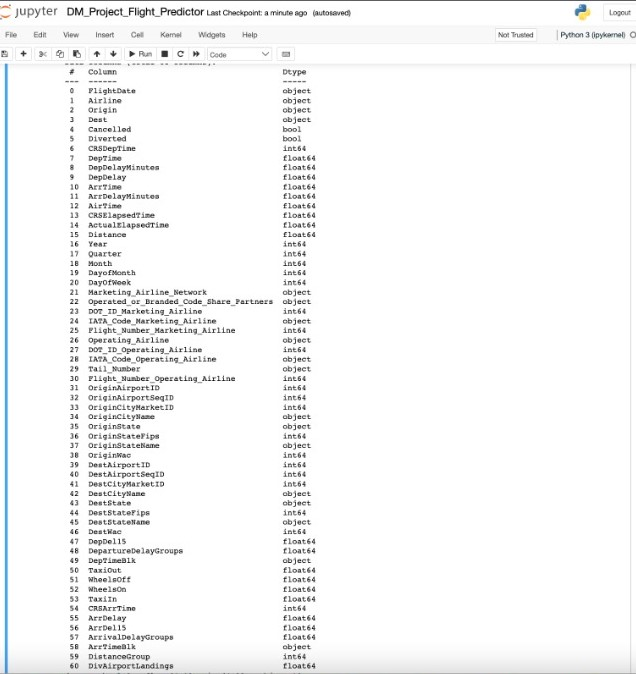 jupyter DM_Project_Flight_Predictor Last Checkpoint: a minute ago (autosaved) Logout
File Edit View Insert Cell Kernel Widgets Help Not Trusted Python 3 (ipykernel)
Run Code
# Column Dtype
--- ------ -----
0 FlightDate object
1 Airline object
2 Origin object
3 Dest object
4 Cancelled bool
5 Diverted bool
6 CRSDepTime int64
7 DepTime float64
8 DepDelayMinutes float64
9 DepDelay float64
10 ArrTime float64
11 ArrDelayMinutes float64
12 AirTime float64
13 CRSElapsedTime float64
14 ActualElapsedTime float64
15 Distance float64
16 Year int64
17 Quarter int64
18 Month int64
19 DayofMonth int64
20 DayOfWeek int64
21 Marketing_Airline_Network object
22 Operated_or_Branded_Code_Share_Partners object
23 DOT_ID_Marketing_Airline int64
24 IATA_Code_Marketing_Airline object
25 Flight_Number_Marketing_Airline int64
26 Operating_Airline object
27 DOT_ID_Operating_Airline int64
28 IATA_Code_Operating_Airline object
29 Tail_Number object
30 Flight_Number_Operating_Airline int64
31 OriginAirportID int64
32 OriginAirportSeqID int64
33 OriginCityMarketID int64
34 OriginCityName object
35 OriginState object
36 OriginStateFips int64
37 OriginStateName object
38 OriginWac int64
39 DestAirportID int64
40 DestAirportSeqID int64
41 DestCityMarketID int64
42 DestCityName object
43 DestState object
44 DestStateFips int64
45 DestStateName object
46 DestWac int64
47 DepDel15 float64
48 DepartureDelayGroups float64
49 DepTimeBlk object
50 TaxiOut float64
51 WheelsOff float64
52 WheelsOn float64
53 TaxiIn float64
54 CRSArrTime int64
55 ArrDelay float64
56 ArrDel15 float64
57 ArrivalDelayGroups float64
58 ArrTimeBlk object
59 DistanceGroup int64
60 DivAirportLandings float64